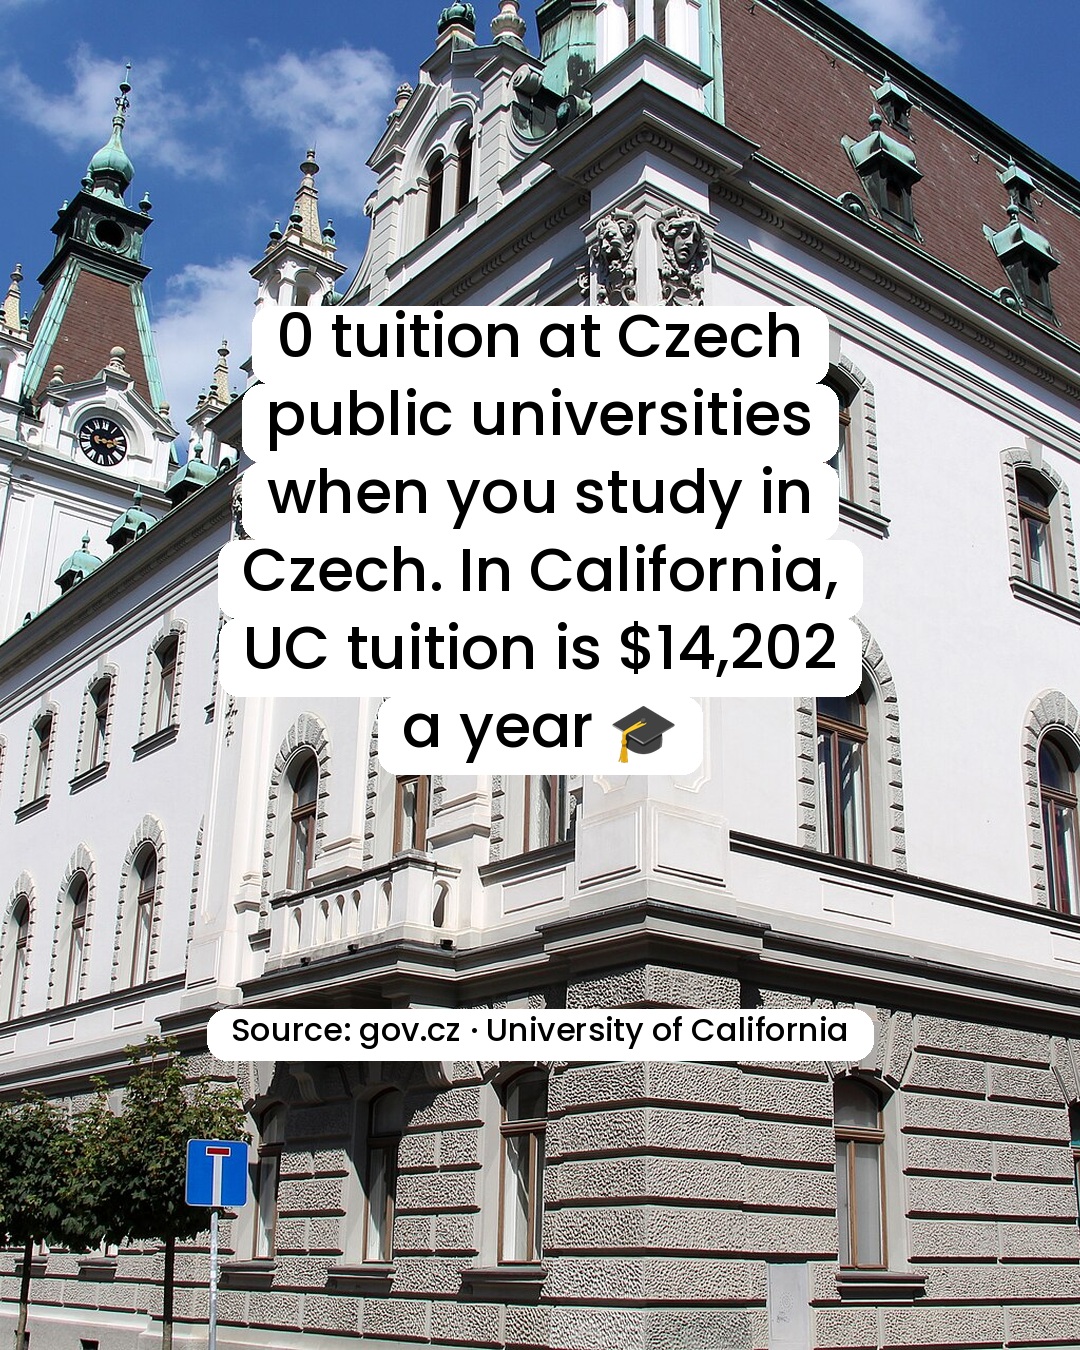 0 tuition at Czech
public universities
when you study in
Czech. In California,
UC tuition is $14,202
a year 🎓
Source: gov.cz · University of California